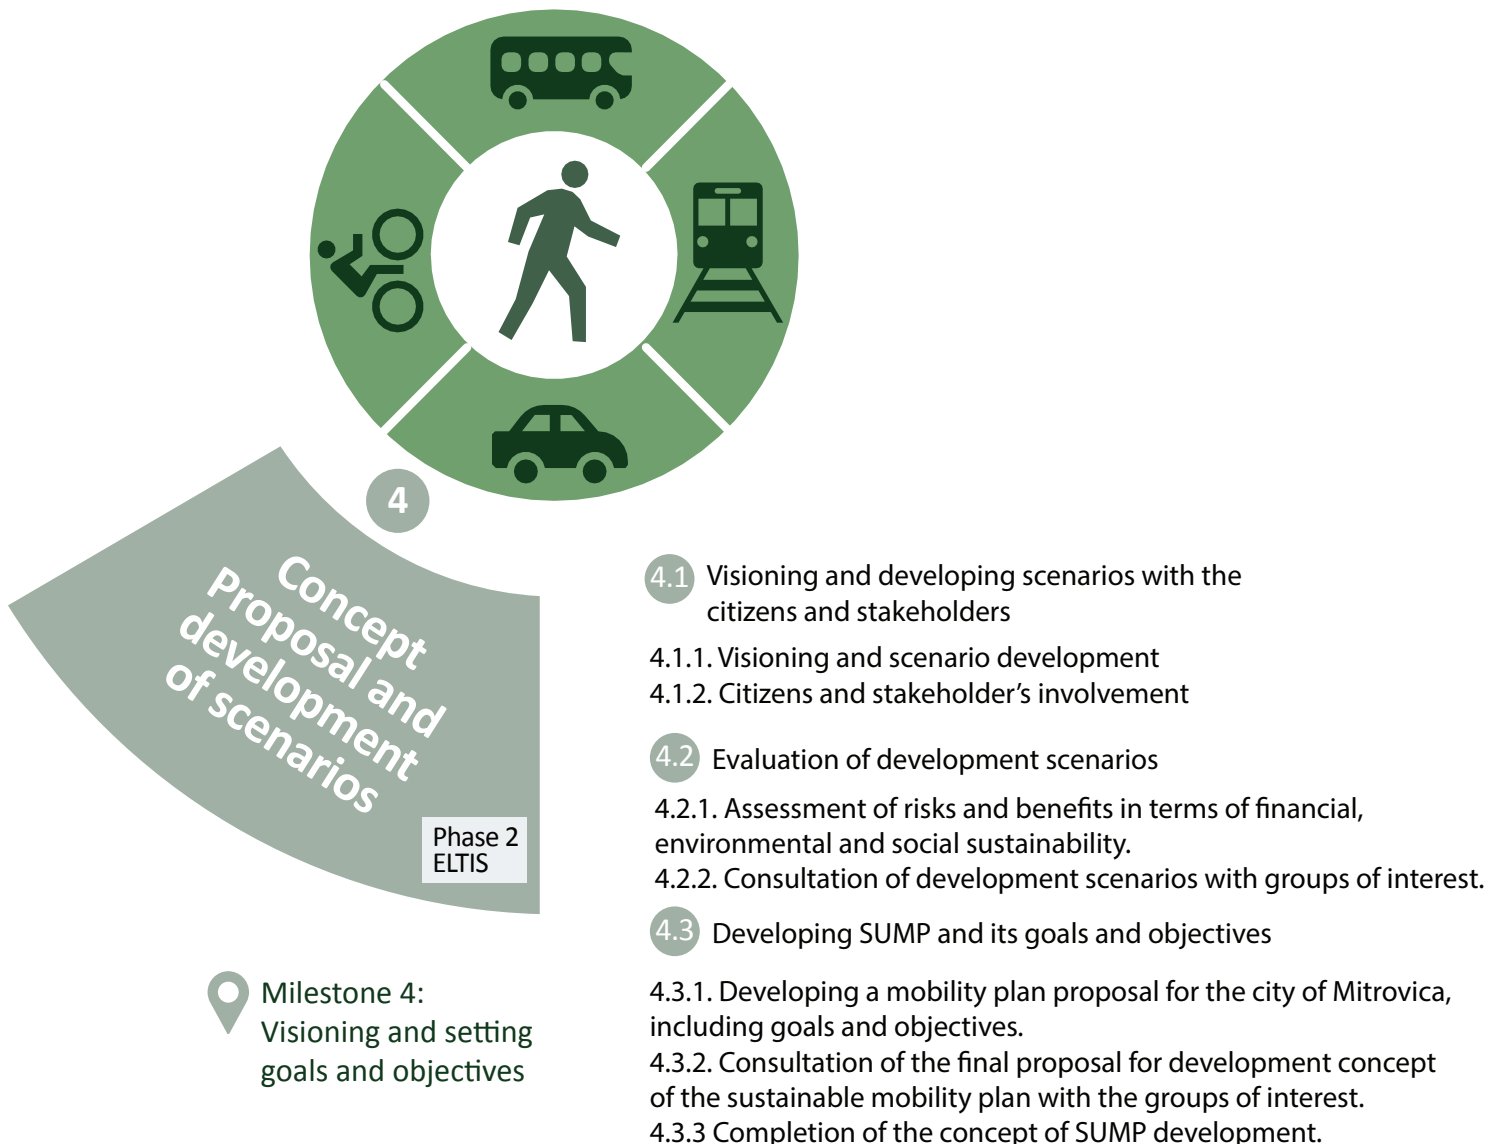 4
Concept
Proposal and
development
of scenarios
Phase 2
ELTIS
Milestone 4:
Visioning and setting
goals and objectives
4.1 Visioning and developing scenarios with the
citizens and stakeholders
4.1.1. Visioning and scenario development
4.1.2. Citizens and stakeholder’s involvement
4.2 Evaluation of development scenarios
4.2.1. Assessment of risks and benefits in terms of financial,
environmental and social sustainability.
4.2.2. Consultation of development scenarios with groups of interest.
4.3 Developing SUMP and its goals and objectives
4.3.1. Developing a mobility plan proposal for the city of Mitrovica,
including goals and objectives.
4.3.2. Consultation of the final proposal for development concept
of the sustainable mobility plan with the groups of interest.
4.3.3 Completion of the concept of SUMP development.